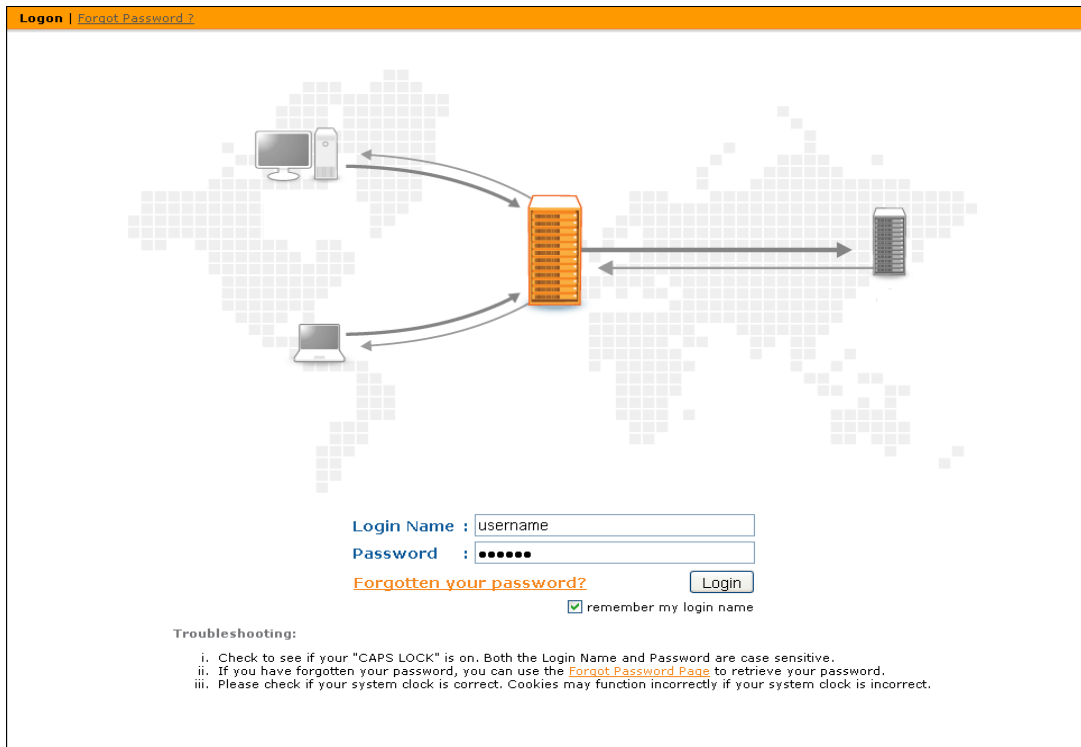 Logon | Forgot Password ?
Login Name : username
Password : ●●●●●●
Forgotten your password? Login
remember my login name
Troubleshooting:
i. Check to see if your "CAPS LOCK" is on. Both the Login Name and Password are case sensitive.
ii. If you have forgotten your password, you can use the Forgot Password Page to retrieve your password.
iii. Please check if your system clock is correct. Cookies may function incorrectly if your system clock is incorrect.